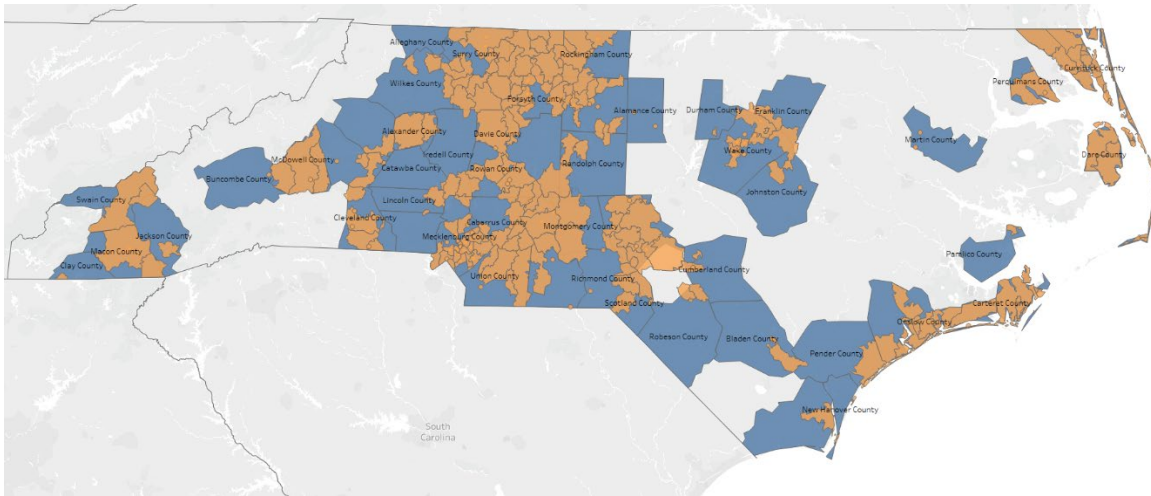 Alleghany County
Surry County
Rockingham County
Currituck County
Perquimans County
Wilkes County
Forsyth County
Alamance County
Durham County
Franklin County
Alexander County
Davie County
Martin County
McDowell County
Iredell County
Wake County
Dare County
Catawba County
Rowan County
Randolph County
Buncombe County
Johnston County
Swain County
Lincoln County
Cleveland County
Cabarrus County
Montgomery County
Jackson County
Mecklenburg County
Macon County
Pamlico County
Clay County
Union County
Richmond County
Cumberland County
Scotland County
Carteret County
Onslow County
Robeson County
Bladen County
Pender County
New Hanover County
South
Carolina